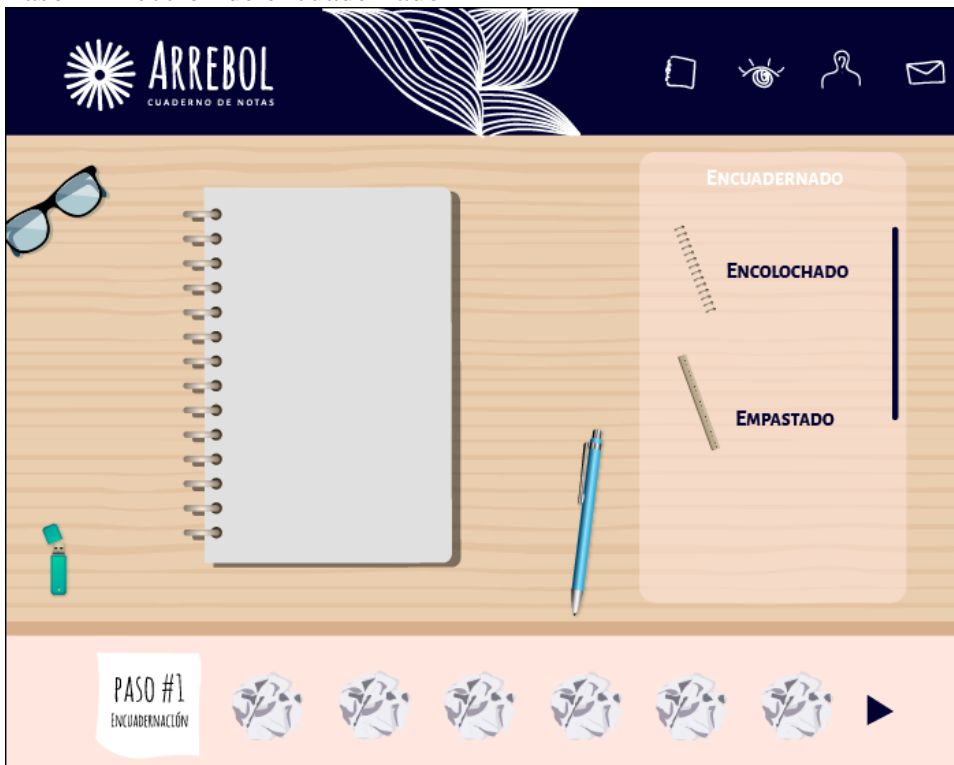 ARREBOL
CUADERNO DE NOTAS
ENCUADERNADO
ENCOLOCHADO
EMPASTADO
PASO #1
ENCUADERNACIÓN